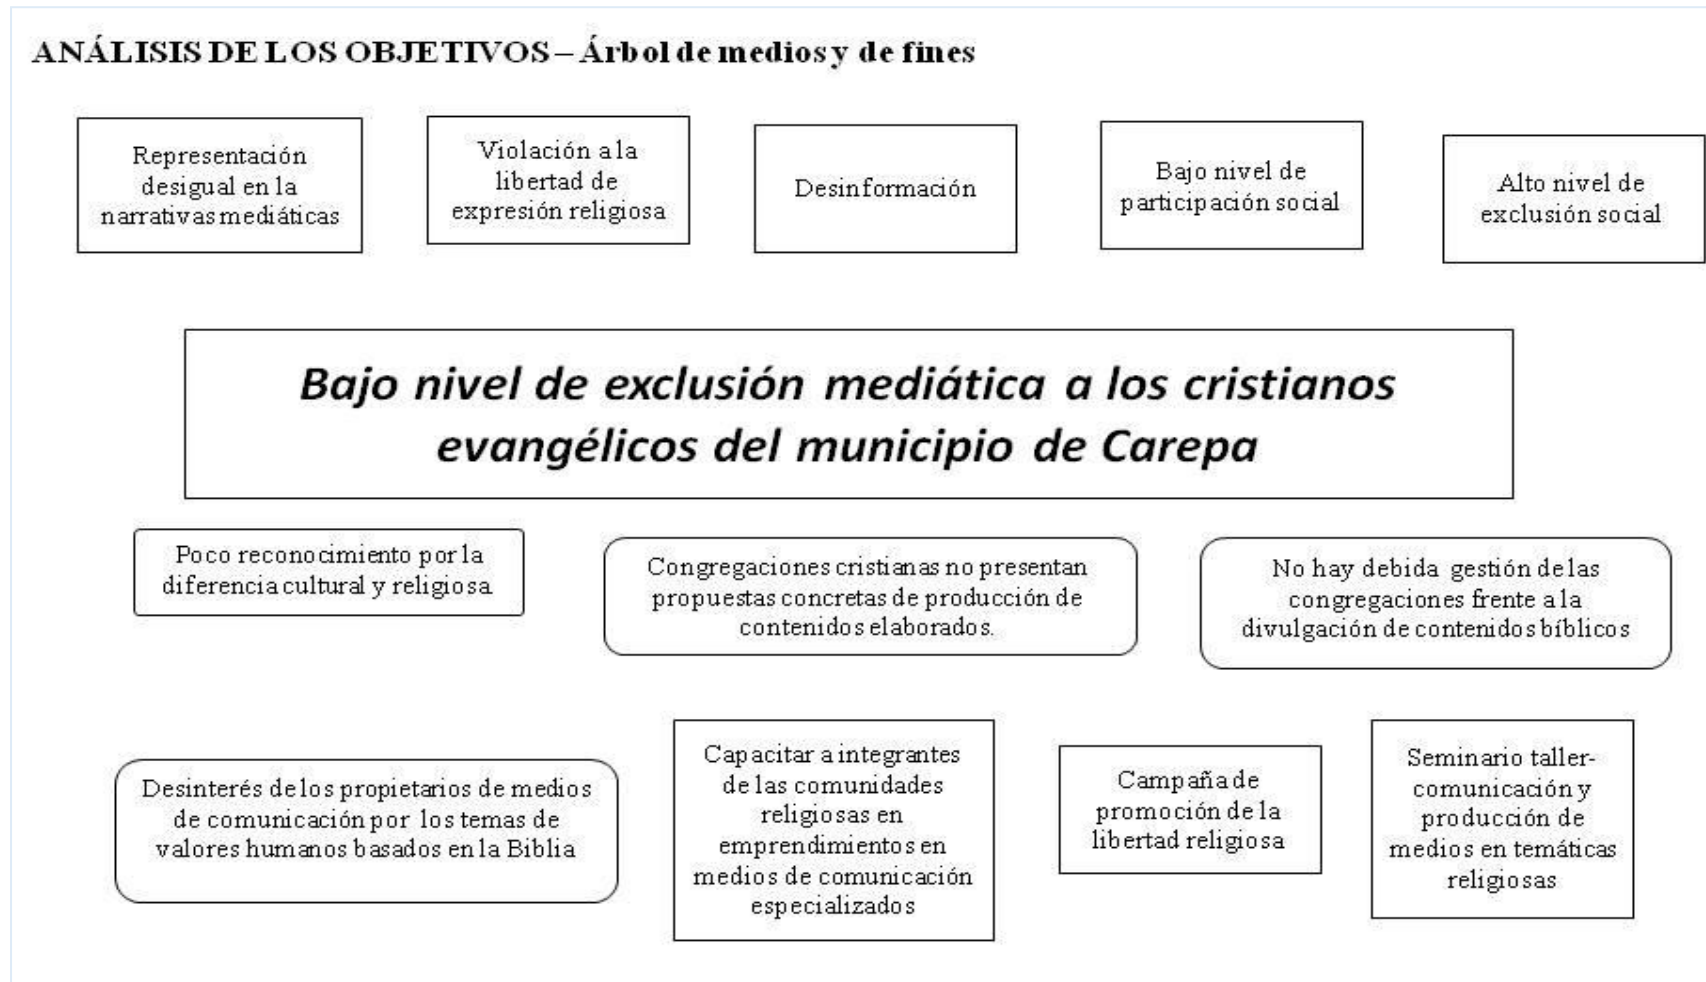 ANÁLISIS DE LOS OBJETIVOS – Árbol de medios y de fines
Representación
desigual en la
narrativas mediáticas
Violación a la
libertad de
expresión religiosa
Desinformación
Bajo nivel de
participación social
Alto nivel de
exclusión social
Bajo nivel de exclusión mediática a los cristianos
evangélicos del municipio de Carepa
Poco reconocimiento por la
diferencia cultural y religiosa
Congregaciones cristianas no presentan
propuestas concretas de producción de
contenidos elaborados.
No hay debida gestión de las
congregaciones frente a la
divulgación de contenidos bíblicos
Desinterés de los propietarios de medios
de comunicación por los temas de
valores humanos basados en la Biblia
Capacitar a integrantes
de las comunidades
religiosas en
emprendimientos en
medios de comunicación
especializados
Campaña de
promoción de la
libertad religiosa
Seminario taller-
comunicación y
producción de
medios en temáticas
religiosas